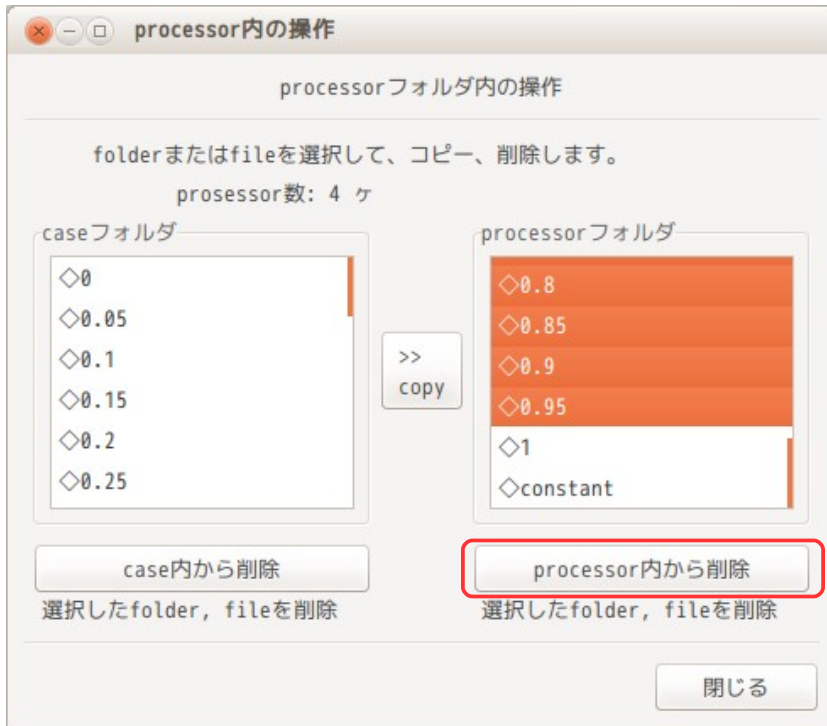 processor内の操作
processorフォルダ内の操作
folderまたはfileを選択して、コピー、削除します。
prosessor数: 4 ヶ
caseフォルダ
◇0
◇0.05
◇0.1
◇0.15
◇0.2
◇0.25
>>
copy
processorフォルダ
◇0.8
◇0.85
◇0.9
◇0.95
◇1
◇constant
case内から削除
選択したfolder, fileを削除
processor内から削除
選択したfolder, fileを削除
閉じる